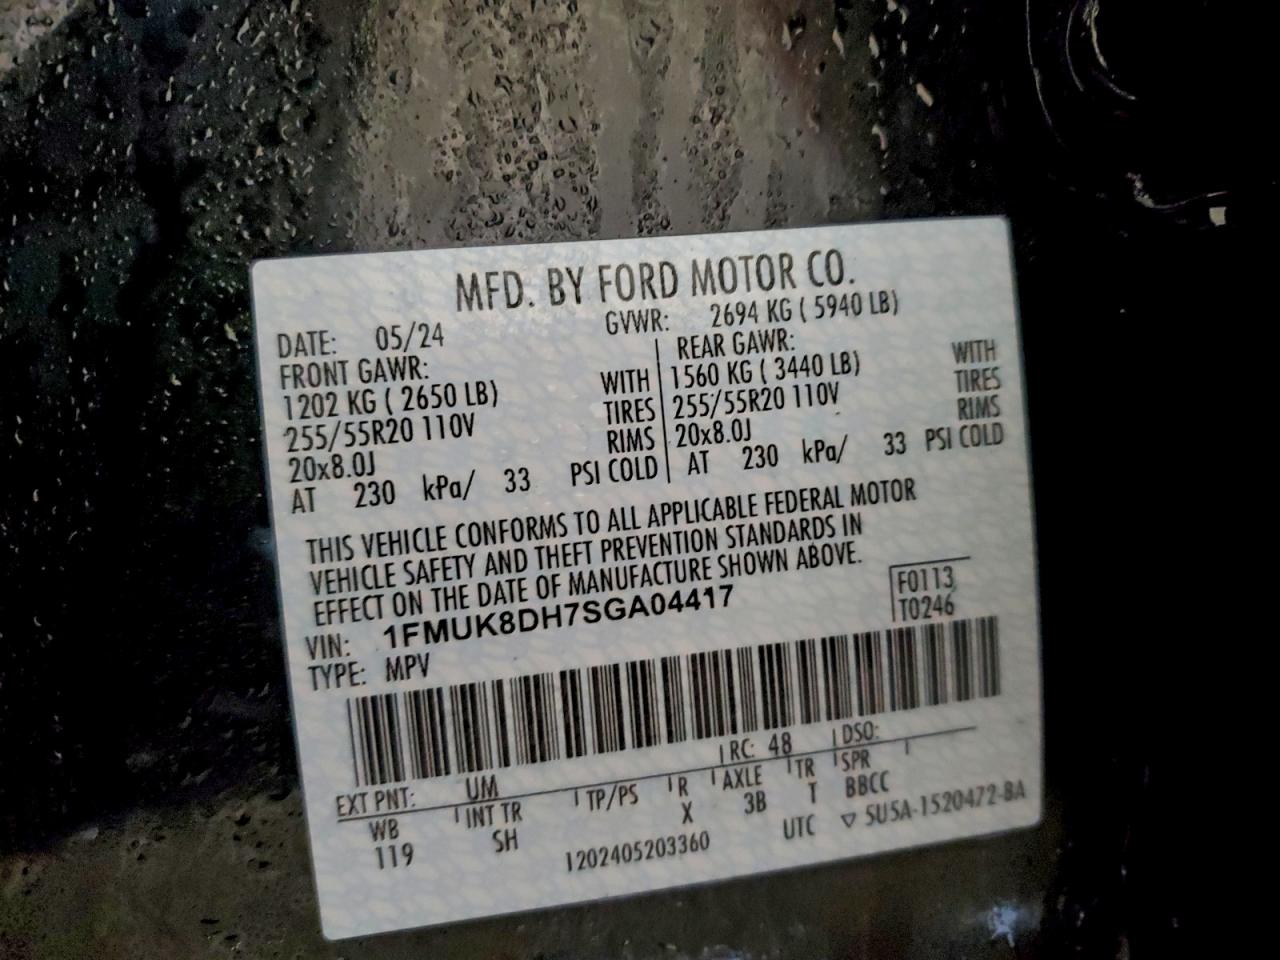 MFD. BY FORD MOTOR CO.
DATE: 05/24 GVWR: 2694 KG ( 5940 LB)
FRONT GAWR: REAR GAWR:
1202 KG ( 2650 LB) WITH 1560 KG ( 3440 LB) WITH
255/55R20 110V TIRES 255/55R20 110V TIRES
20x8.0J RIMS 20x8.0J RIMS
AT 230 kPa/ 33 PSI COLD AT 230 kPa/ 33 PSI COLD
THIS VEHICLE CONFORMS TO ALL APPLICABLE FEDERAL MOTOR
VEHICLE SAFETY AND THEFT PREVENTION STANDARDS IN
EFFECT ON THE DATE OF MANUFACTURE SHOWN ABOVE.
VIN: 1FMUK8DH7SGA04417 F0113
TYPE: MPV T0246
EXT PNT: UM RC: 48 DSO:
WB INT TR TP/PS R AXLE TR SPR
119 SH X 3B T BBCC
1202405203360 UTC ▽ SU5A-1520472-BA